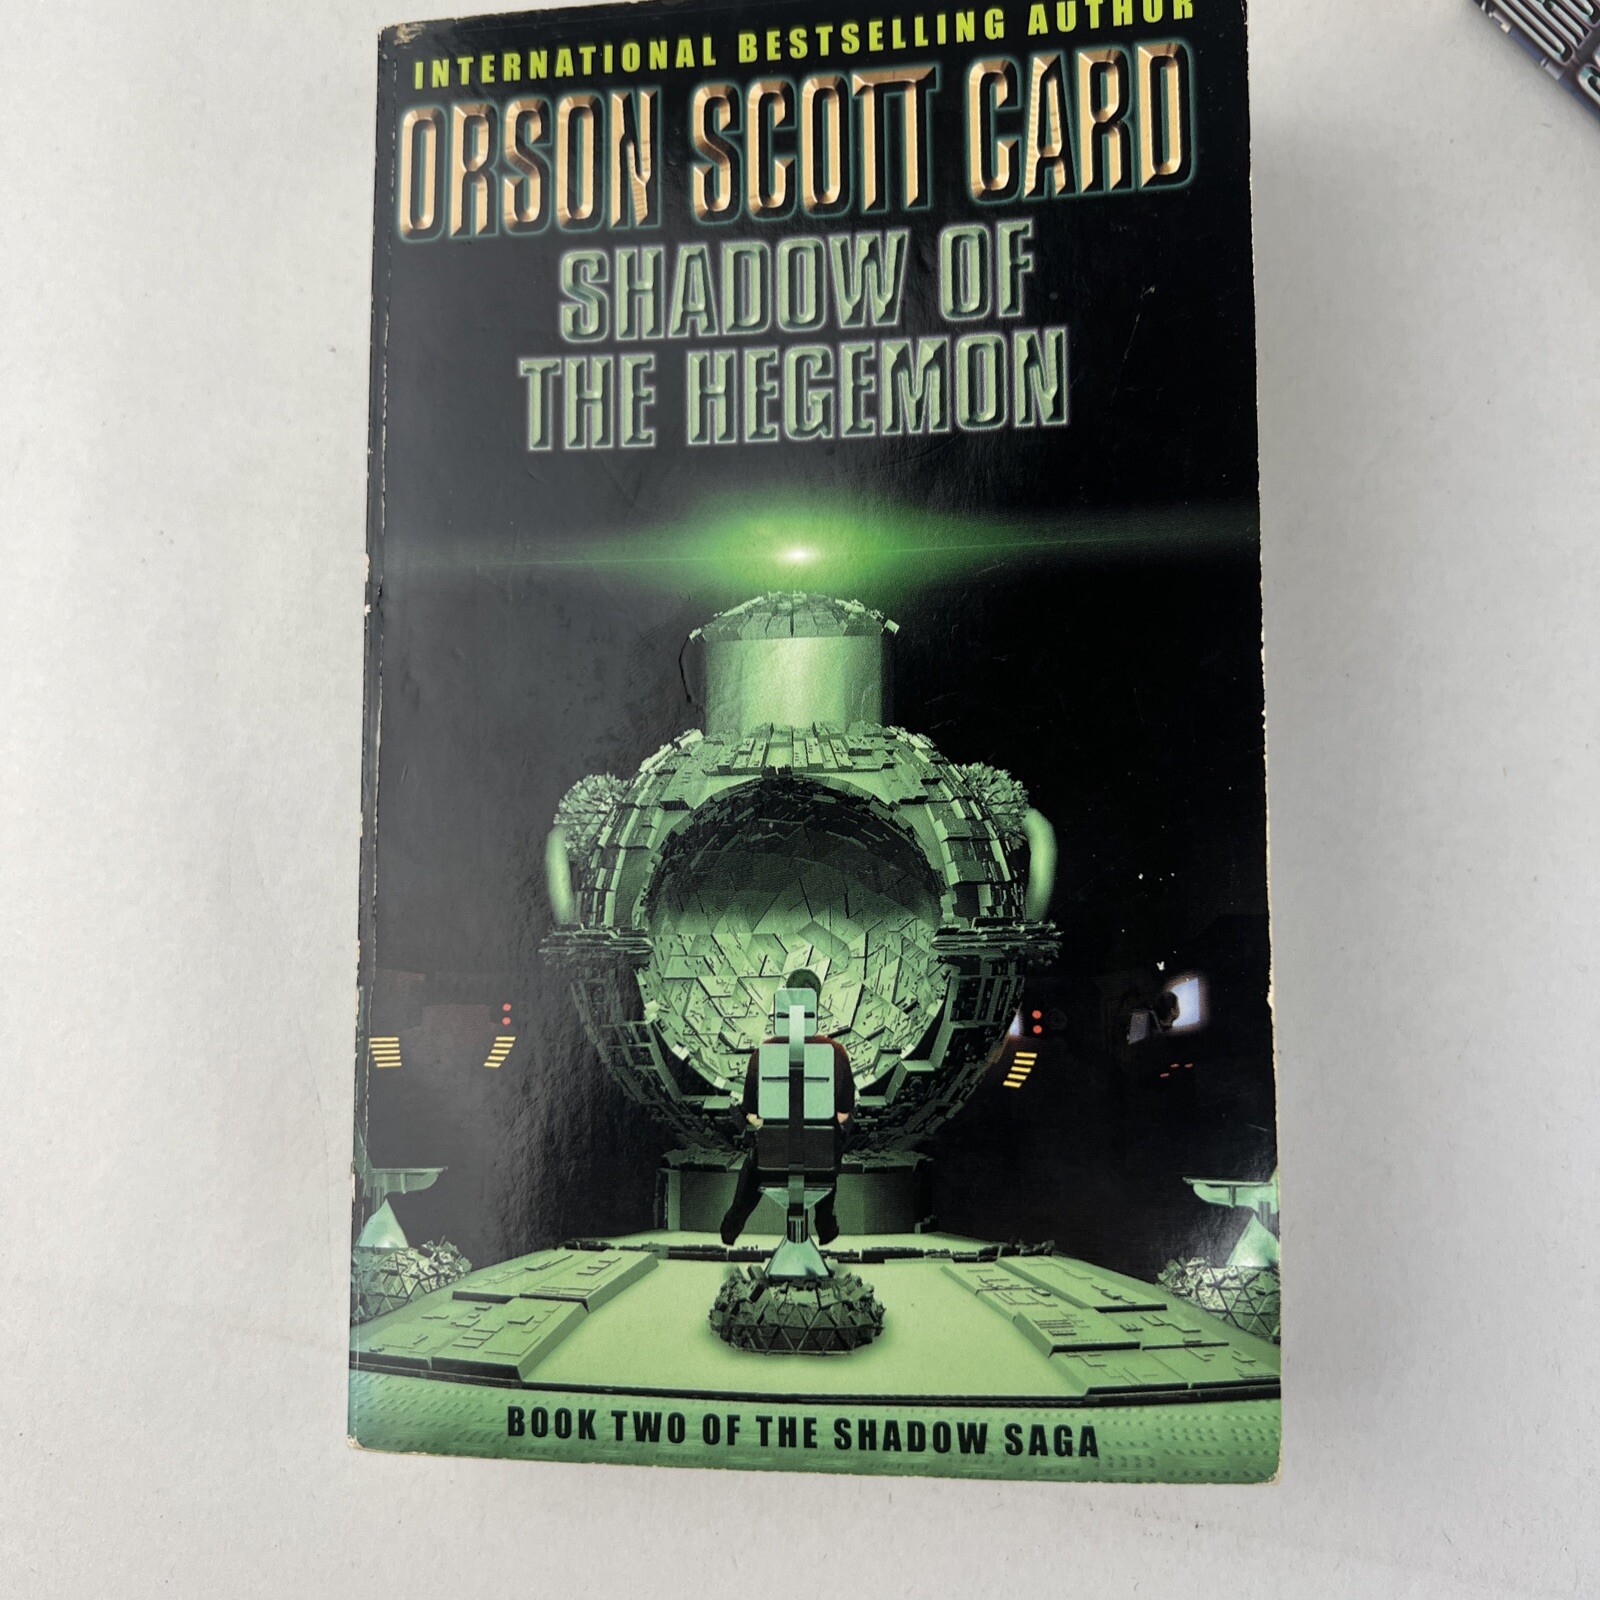 INTERNATIONAL BESTSELLING AUTHOR
ORSON SCOTT CARD
SHADOW OF
THE HEGEMON
BOOK TWO OF THE SHADOW SAGA